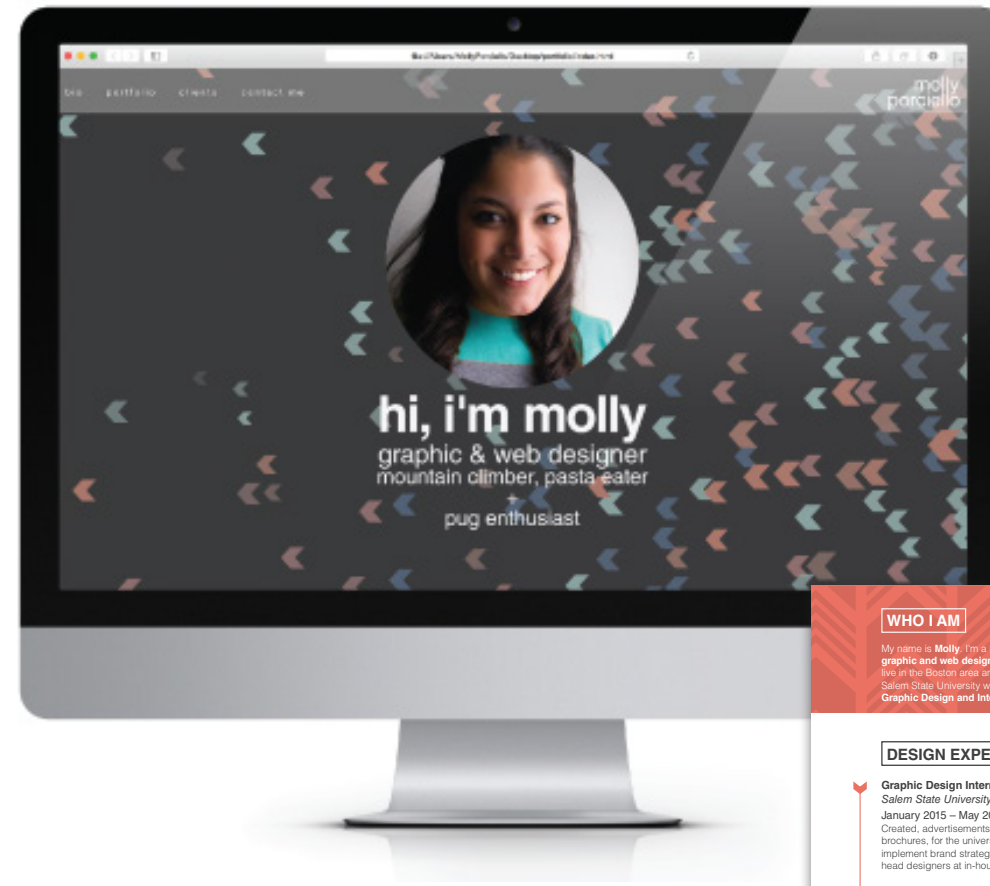 bio portfolio clients contact me
molly
porciello
hi, i'm molly
graphic & web designer
mountain climber, pasta eater
+
pug enthusiast
WHO I AM
My name is Molly. I'm a
graphic and web design
live in the Boston area a
Salem State University w
Graphic Design and Int
DESIGN EXPE
Graphic Design Inter
Salem State University
January 2015 – May 20
Created, advertisements
brochures, for the univer
implement brand strateg
head designers at in-hou